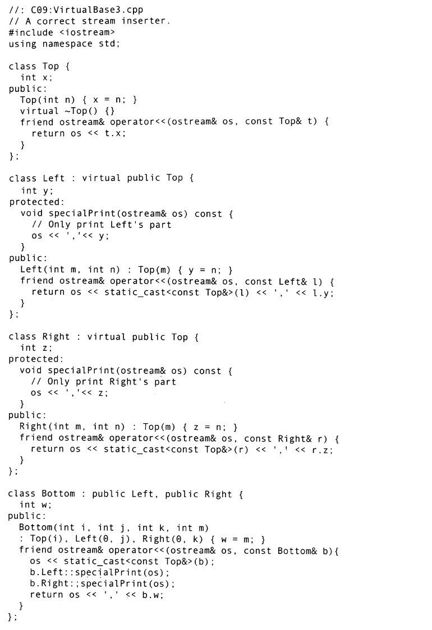 //: C09:VirtualBase3.cpp
// A correct stream inserter.
#include <iostream>
using namespace std;

class Top {
  int x;
public:
  Top(int n) { x = n; }
  virtual ~Top() {}
  friend ostream& operator<<(ostream& os, const Top& t) {
    return os << t.x;
  }
};

class Left : virtual public Top {
  int y;
protected:
  void specialPrint(ostream& os) const {
    // Only print Left's part
    os << ','<< y;
  }
public:
  Left(int m, int n) : Top(m) { y = n; }
  friend ostream& operator<<(ostream& os, const Left& l) {
    return os << static_cast<const Top&>(l) << ',' << l.y;
  }
};

class Right : virtual public Top {
  int z;
protected:
  void specialPrint(ostream& os) const {
    // Only print Right's part
    os << ','<< z;
  }
public:
  Right(int m, int n) : Top(m) { z = n; }
  friend ostream& operator<<(ostream& os, const Right& r) {
    return os << static_cast<const Top&>(r) << ',' << r.z;
  }
};

class Bottom : public Left, public Right {
  int w;
public:
  Bottom(int i, int j, int k, int m)
  : Top(i), Left(0, j), Right(0, k) { w = m; }
  friend ostream& operator<<(ostream& os, const Bottom& b){
    os << static_cast<const Top&>(b);
    b.Left::specialPrint(os);
    b.Right::specialPrint(os);
    return os << ',' << b.w;
  }
};